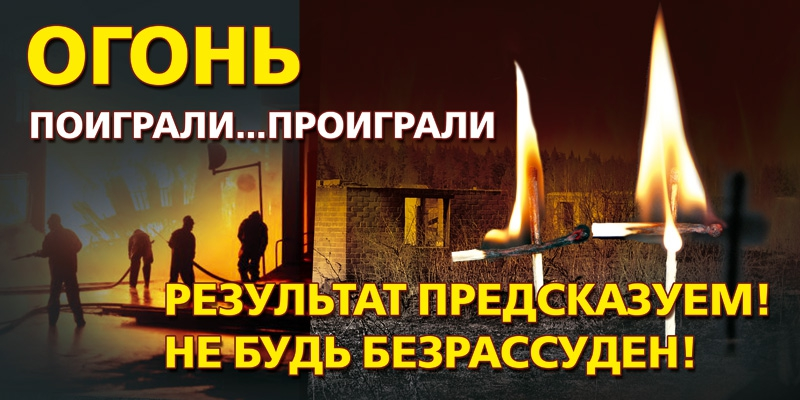 ОГОНЬ
ПОИГРАЛИ...ПРОИГРАЛИ
РЕЗУЛЬТАТ ПРЕДСКАЗУЕМ!
НЕ БУДЬ БЕЗРАССУДЕН!